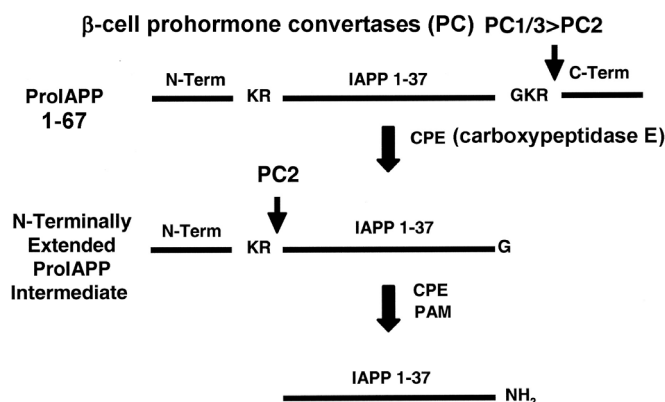 β-cell prohormone convertases (PC) PC1/3>PC2
N-Term KR IAPP 1-37 GKR C-Term
ProIAPP
1-67
CPE (carboxypeptidase E)
PC2
N-Terminally
Extended
ProIAPP
Intermediate
N-Term KR IAPP 1-37 G
CPE
PAM
IAPP 1-37 NH₂